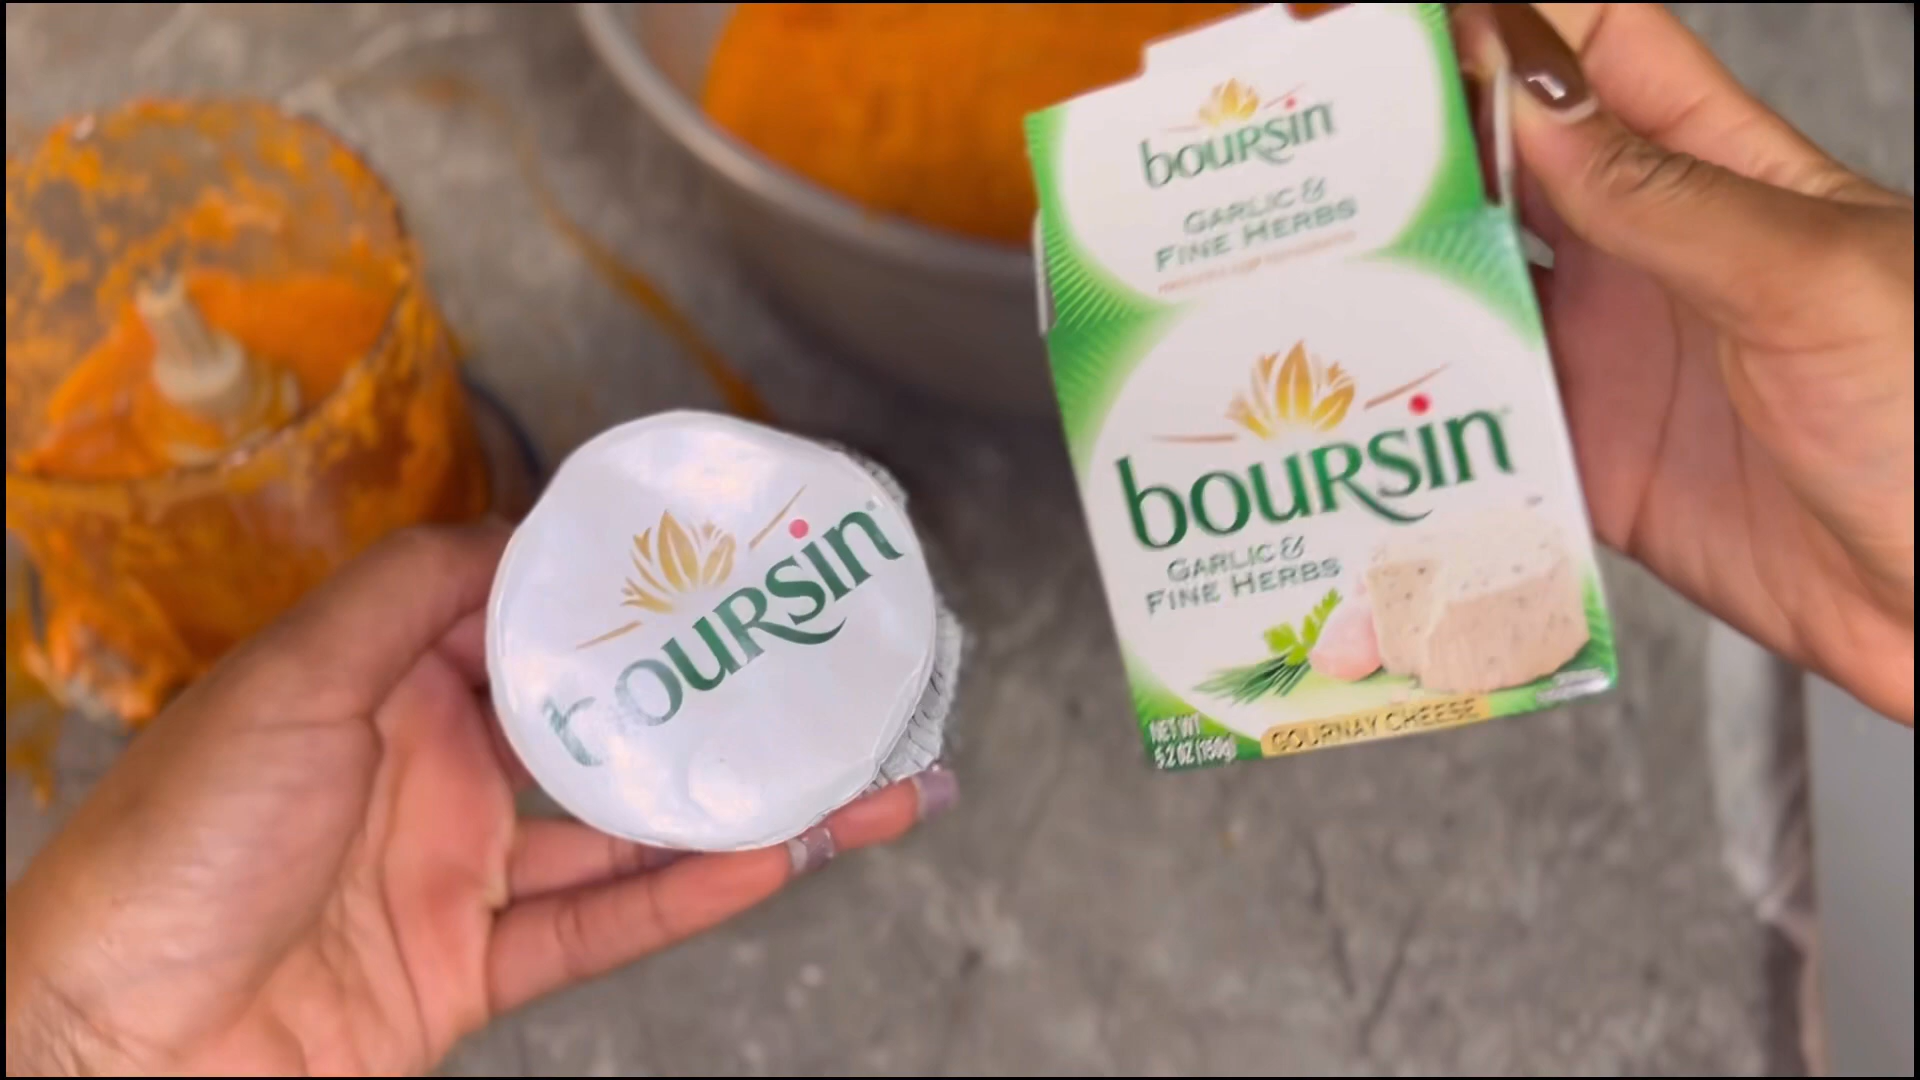 boursin
GARLIC &
FINE HERBS
boursin
GARLIC &
FINE HERBS
GOURNAY CHEESE
NET WT
5.2 OZ (150g)
boursin